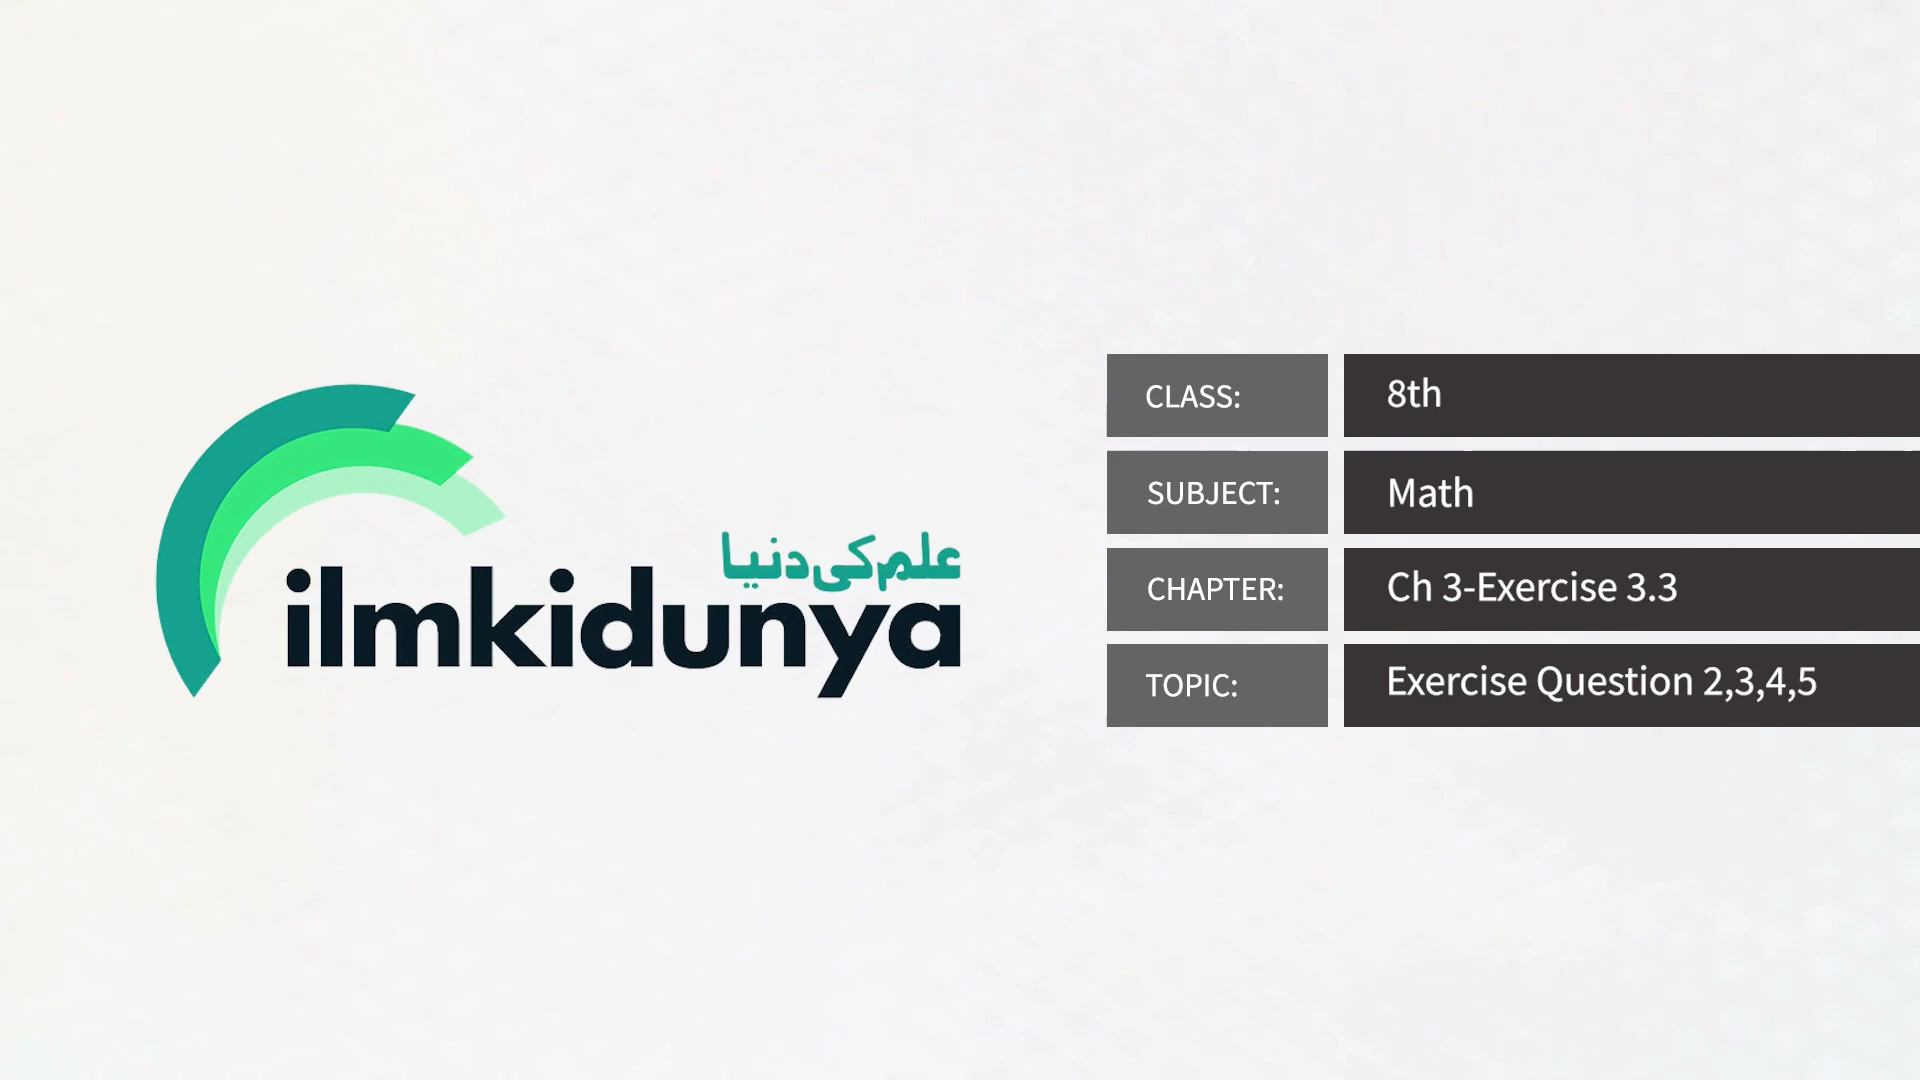 علم کی دنیا
ilmkidunya
CLASS: 8th
SUBJECT: Math
CHAPTER: Ch 3-Exercise 3.3
TOPIC: Exercise Question 2,3,4,5